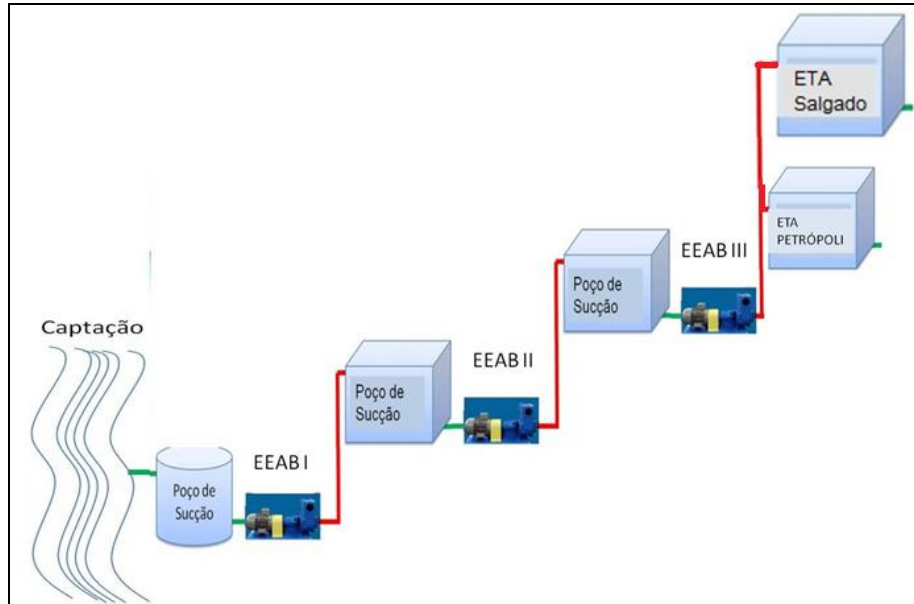 ETA
Salgado
ETA
PETRÓPOLI
EEAB III
Poço de
Sucção
Captação
EEAB II
Poço de
Sucção
EEAB I
Poço de
Sucção